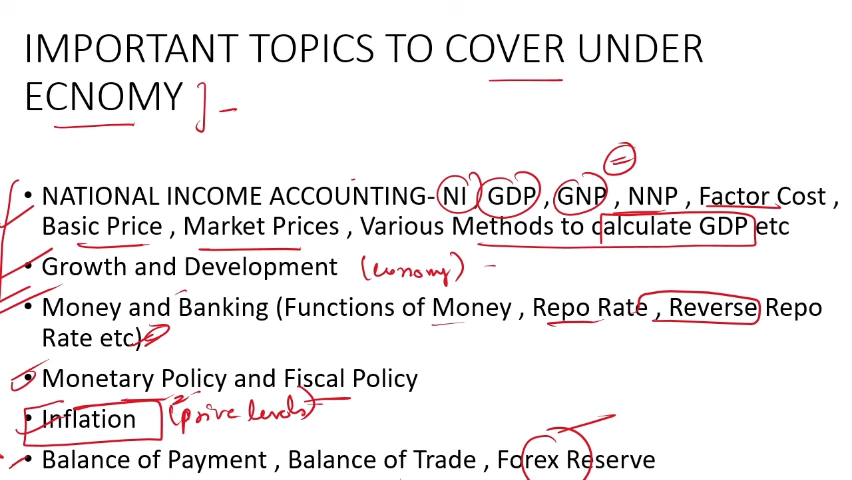 IMPORTANT TOPICS TO COVER UNDER
ECNOMY
• NATIONAL INCOME ACCOUNTING- NI , GDP , GNP , NNP , Factor Cost ,
Basic Price , Market Prices , Various Methods to calculate GDP etc
• Growth and Development (economy)
• Money and Banking (Functions of Money , Repo Rate , Reverse Repo
Rate etc)
• Monetary Policy and Fiscal Policy
• Inflation (price levels)
• Balance of Payment , Balance of Trade , Forex Reserve